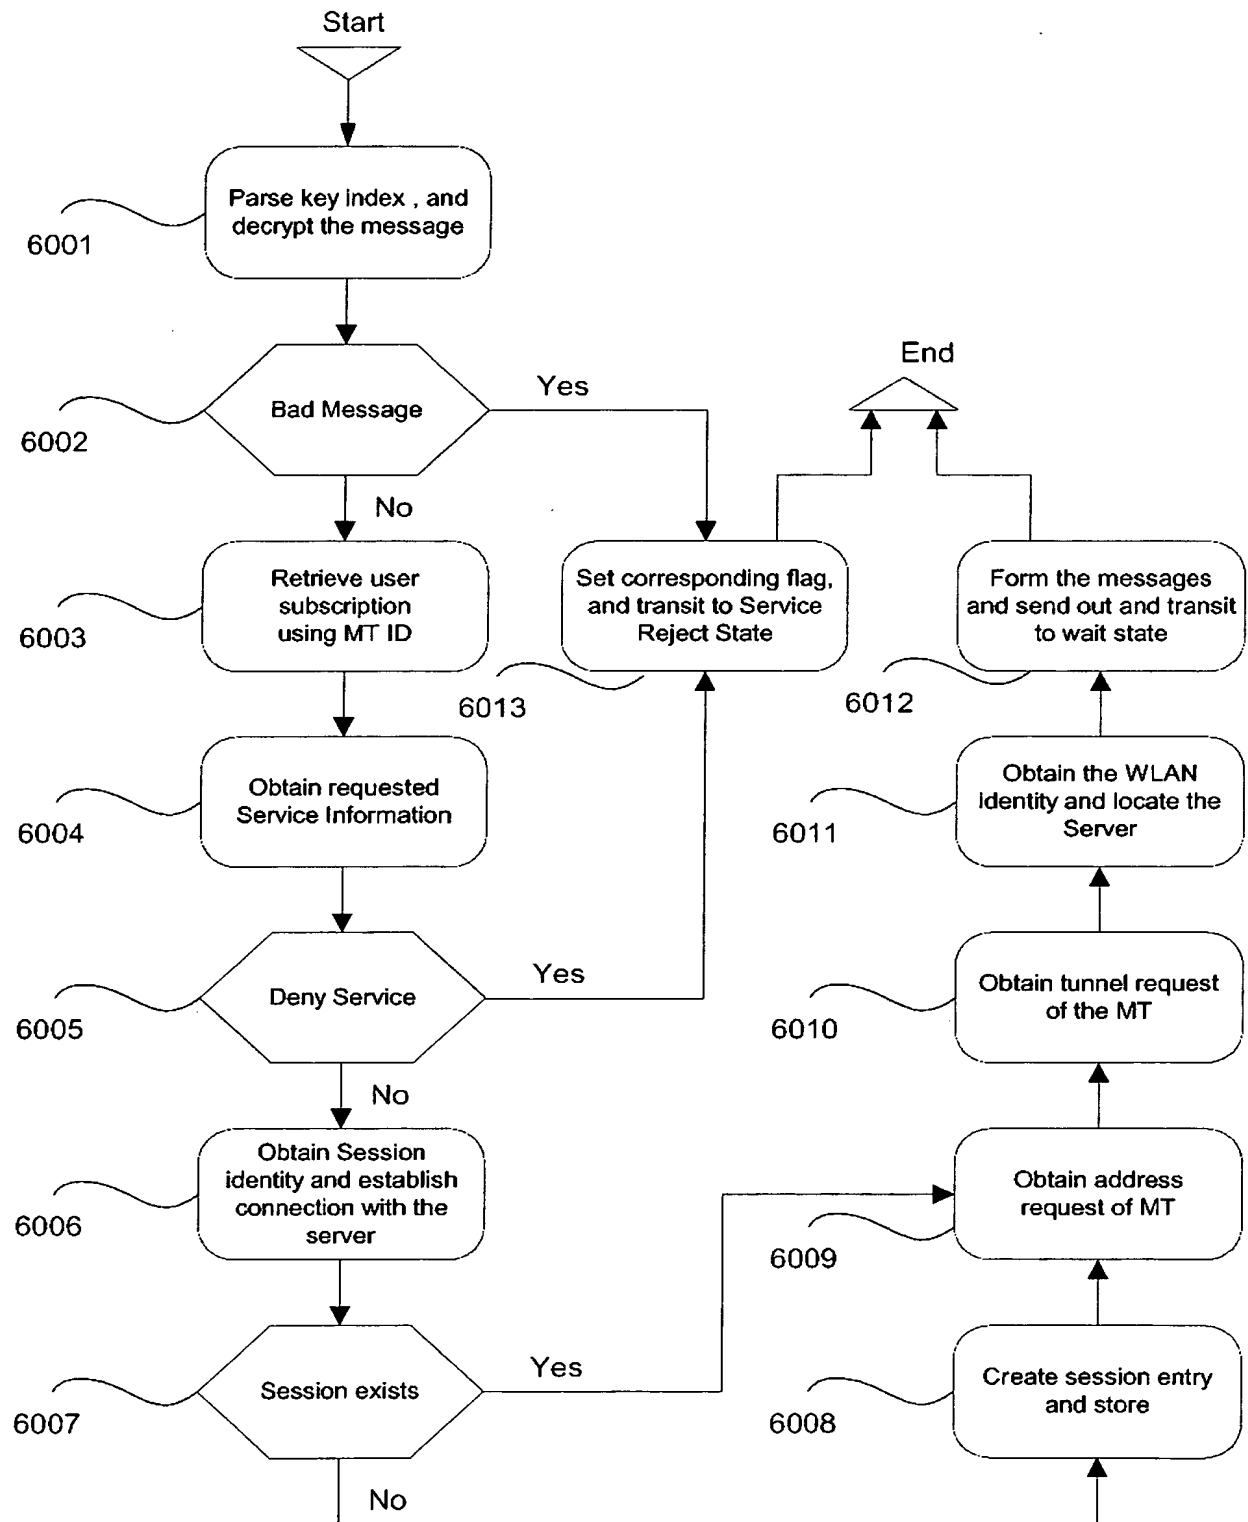 Start
Parse key index , and
decrypt the message
6001
Bad Message
Yes
6002
No
Retrieve user
subscription
using MT ID
6003
Obtain requested
Service Information
6004
Deny Service
Yes
6005
No
Obtain Session
identity and establish
connection with the
server
6006
Session exists
Yes
6007
No
Set corresponding flag,
and transit to Service
Reject State
6013
End
Form the messages
and send out and transit
to wait state
6012
Obtain the WLAN
identity and locate the
Server
6011
Obtain tunnel request
of the MT
6010
Obtain address
request of MT
6009
Create session entry
and store
6008